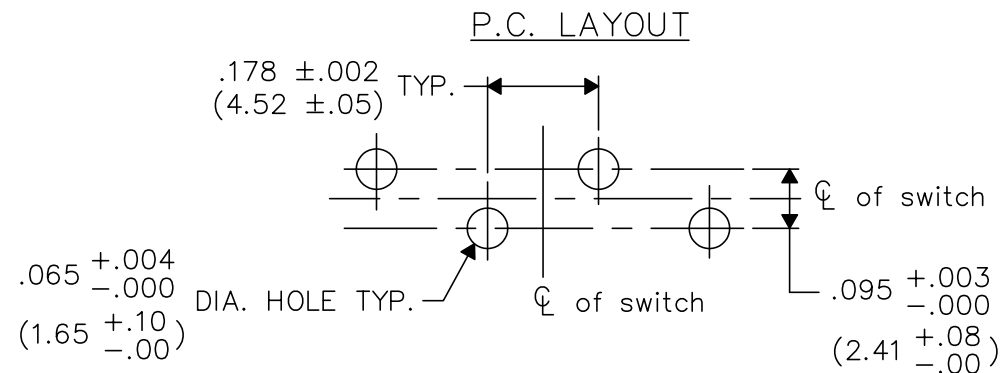 P.C. LAYOUT
.178 ±.002
(4.52 ±.05) TYP.
℄ of switch
.065 +.004
-.000
(1.65 +.10
-.00)
DIA. HOLE TYP.
℄ of switch
.095 +.003
-.000
(2.41 +.08
-.00)